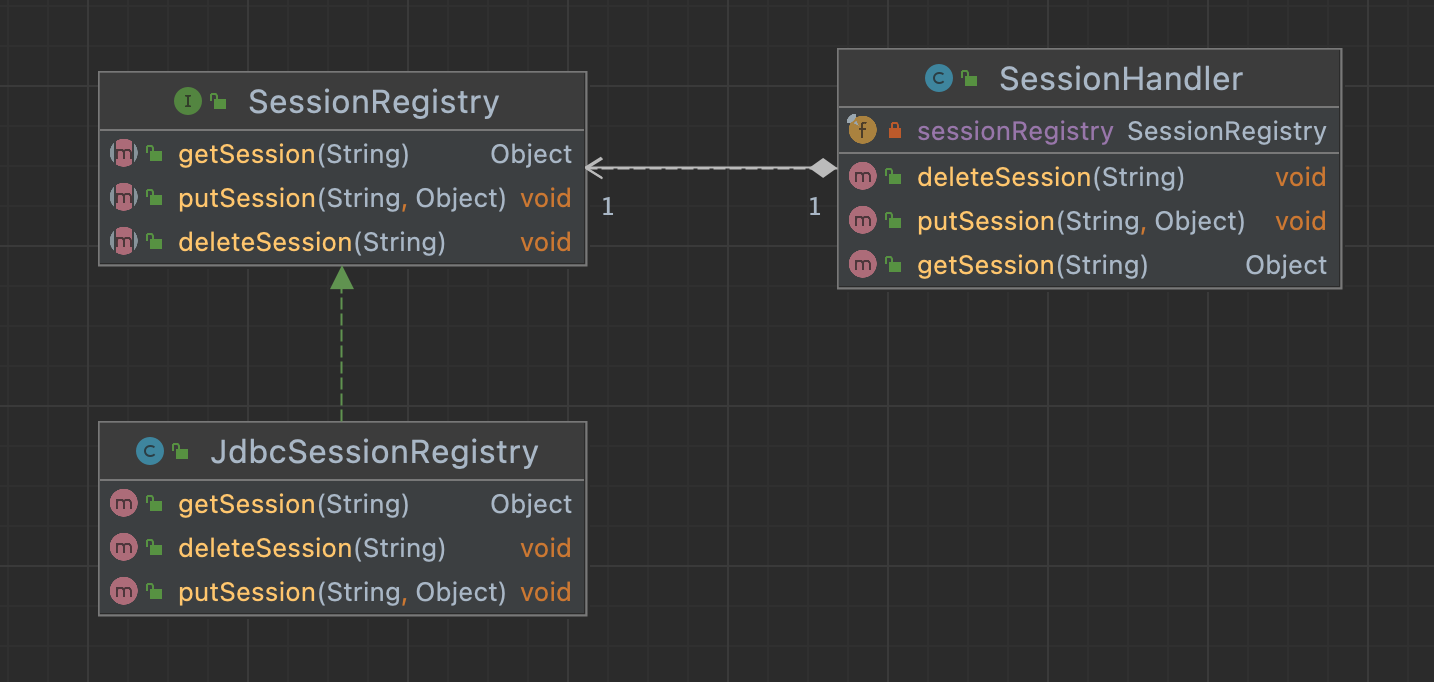 I SessionRegistry
m getSession(String) Object
m putSession(String, Object) void
m deleteSession(String) void
1 1
C SessionHandler
f sessionRegistry SessionRegistry
m deleteSession(String) void
m putSession(String, Object) void
m getSession(String) Object
C JdbcSessionRegistry
m getSession(String) Object
m deleteSession(String) void
m putSession(String, Object) void